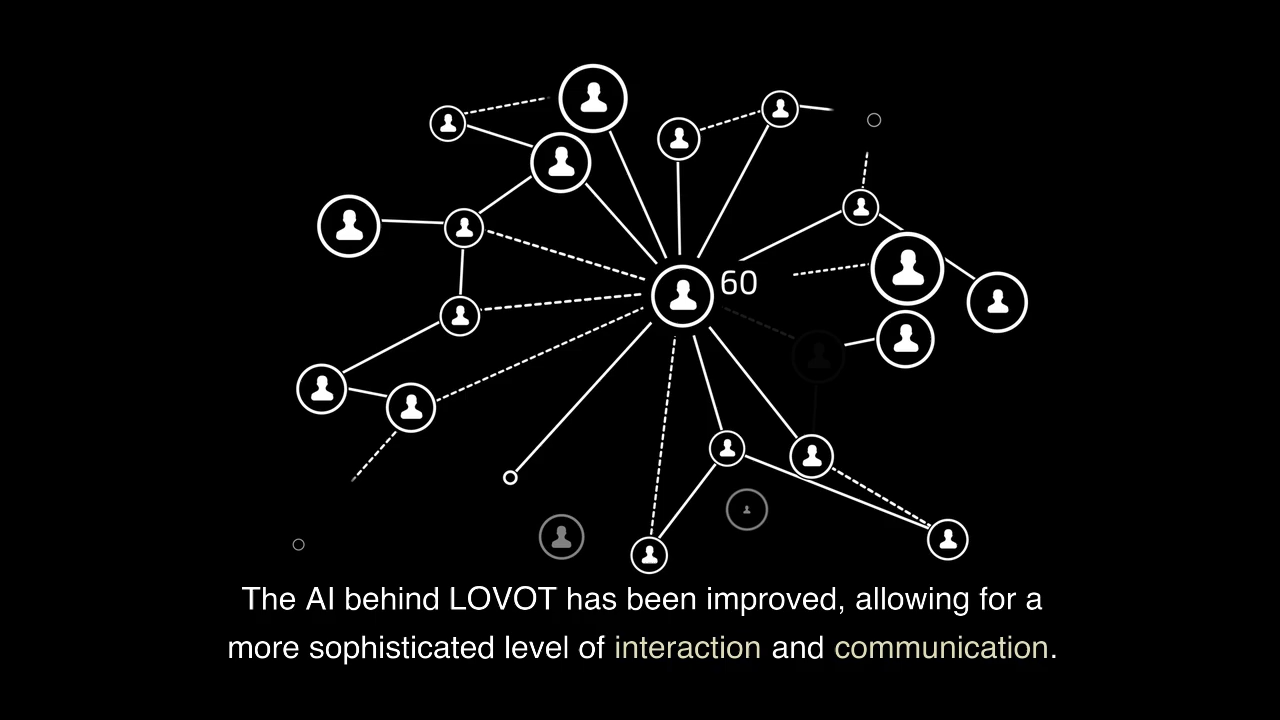 60
The AI behind LOVOT has been improved, allowing for a
more sophisticated level of interaction and communication.